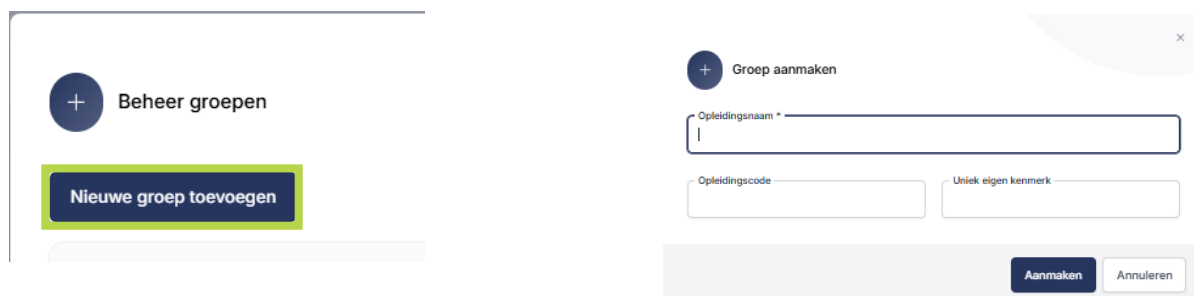 Beheer groepen
Nieuwe groep toevoegen
Groep aanmaken
Opleidingsnaam *
Opleidingscode
Uniek eigen kenmerk
Aanmaken
Annuleren